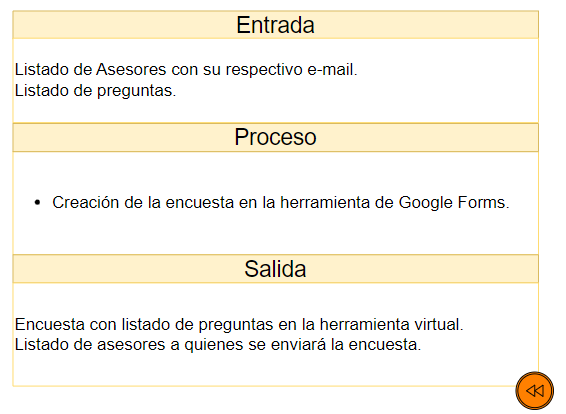 Entrada
Listado de Asesores con su respectivo e-mail.
Listado de preguntas.
Proceso
• Creación de la encuesta en la herramienta de Google Forms.
Salida
Encuesta con listado de preguntas en la herramienta virtual.
Listado de asesores a quienes se enviará la encuesta.